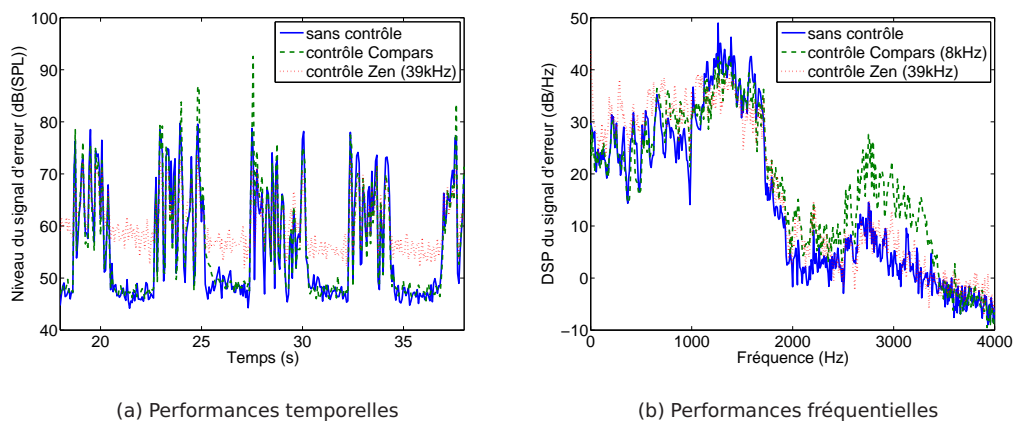 100
90
80
70
60
50
40
20
25
30
35
Niveau du signal d'erreur (dB(SPL))
Temps (s)
sans contrôle
contrôle Compars
contrôle Zen (39kHz)
(a) Performances temporelles
50
40
30
20
10
0
−10
0
1000
2000
3000
4000
DSP du signal d'erreur (dB/Hz)
Fréquence (Hz)
sans contrôle
contrôle Compars (8kHz)
contrôle Zen (39kHz)
(b) Performances fréquentielles